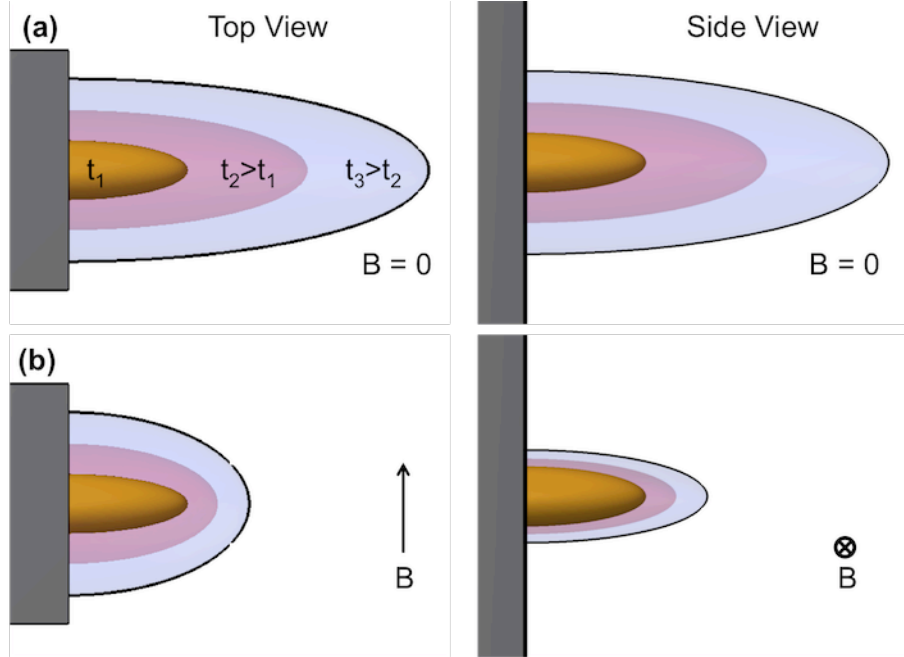 (a)
Top View
Side View
t₁
t₂>t₁
t₃>t₂
B = 0
B = 0
(b)
B
B